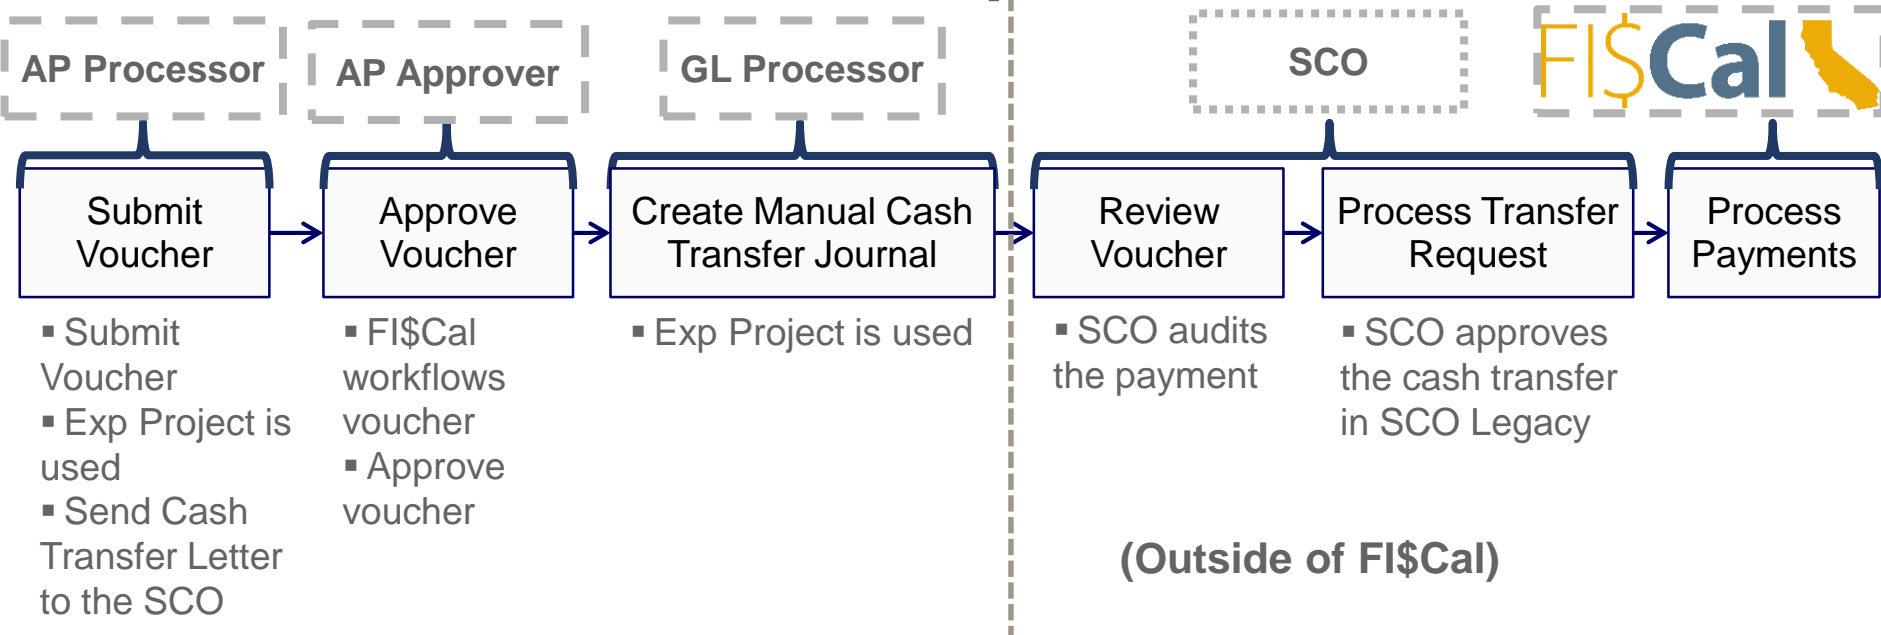 AP Processor
AP Approver
GL Processor
SCO
FI$Cal
Submit
Voucher
Approve
Voucher
Create Manual Cash
Transfer Journal
Review
Voucher
Process Transfer
Request
Process
Payments
▪ Submit
Voucher
▪ Exp Project is
used
▪ Send Cash
Transfer Letter
to the SCO
▪ FI$Cal
workflows
voucher
▪ Approve
voucher
▪ Exp Project is used
▪ SCO audits
the payment
▪ SCO approves
the cash transfer
in SCO Legacy
(Outside of FI$Cal)